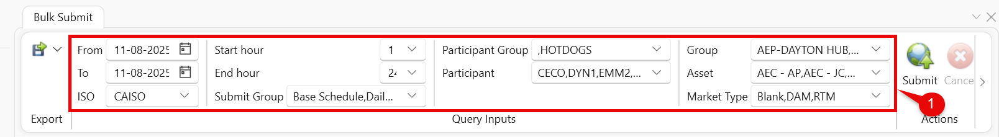 Bulk Submit
From 11-08-2025 Start hour 1 Participant Group ,HOTDOGS Group AEP-DAYTON HUB,...
To 11-08-2025 End hour 24 Participant CECO,DYN1,EMM2,... Asset AEC - AP,AEC - JC,... Submit Cance
ISO CAISO Submit Group Base Schedule,Dail... Market Type Blank,DAM,RTM 1
Export Query Inputs Actions